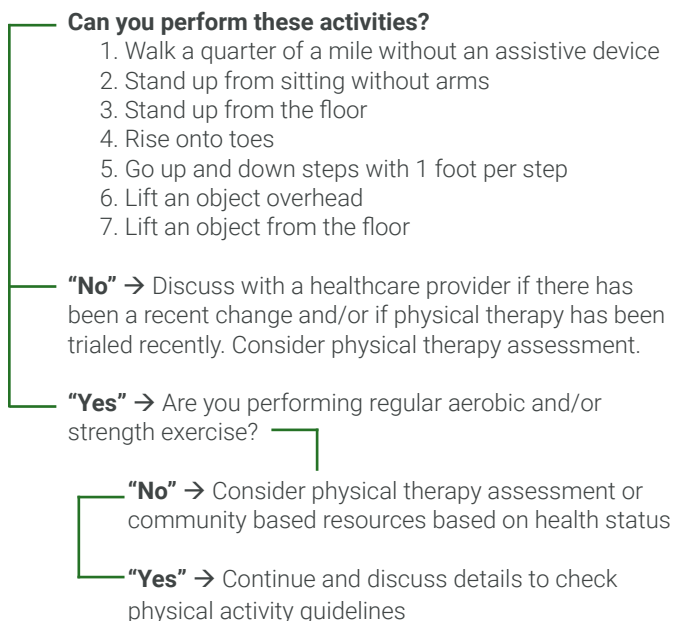 Can you perform these activities?
1. Walk a quarter of a mile without an assistive device
2. Stand up from sitting without arms
3. Stand up from the floor
4. Rise onto toes
5. Go up and down steps with 1 foot per step
6. Lift an object overhead
7. Lift an object from the floor
“No” → Discuss with a healthcare provider if there has
been a recent change and/or if physical therapy has been
trialed recently. Consider physical therapy assessment.
“Yes” → Are you performing regular aerobic and/or
strength exercise?
“No” → Consider physical therapy assessment or
community based resources based on health status
“Yes” → Continue and discuss details to check
physical activity guidelines